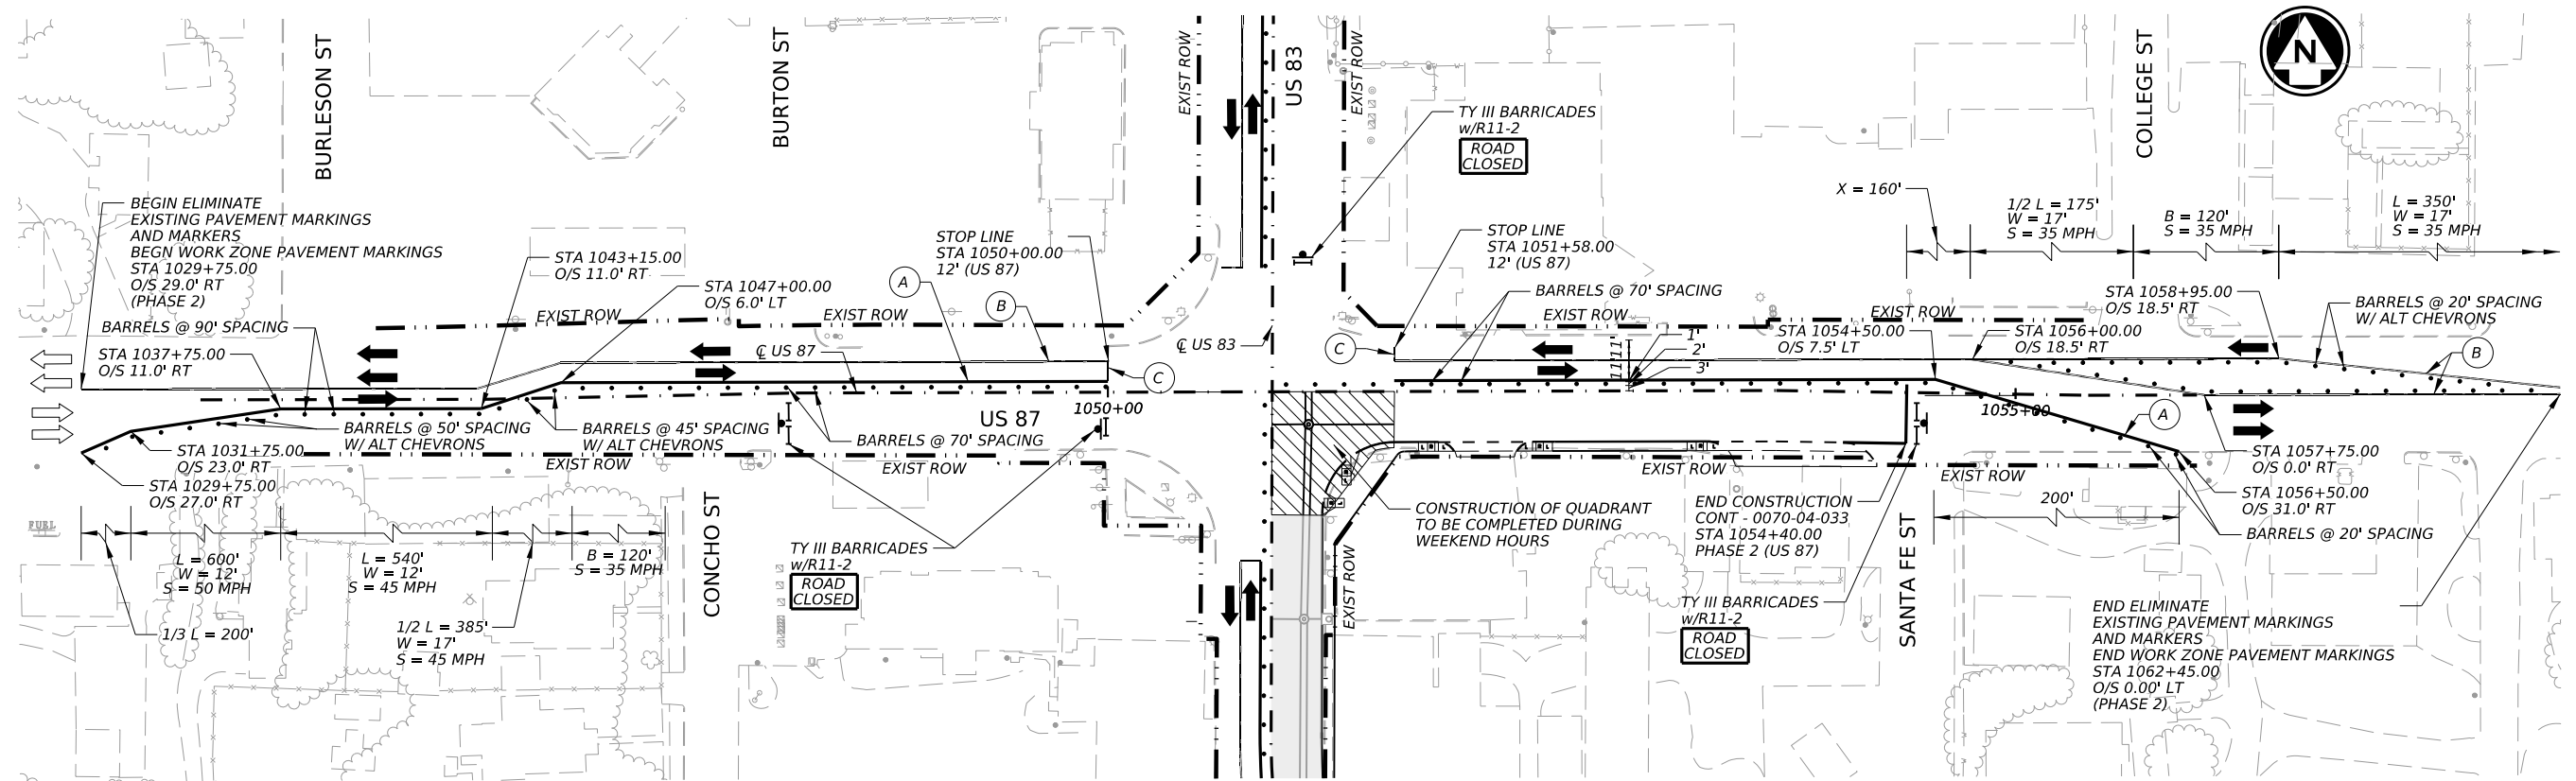 BURLESON ST
BURTON ST
US 83
COLLEGE ST
N
EXIST ROW
EXIST ROW
TY III BARRICADES
w/R11-2
ROAD
CLOSED
BEGIN ELIMINATE
EXISTING PAVEMENT MARKINGS
AND MARKERS
BEGN WORK ZONE PAVEMENT MARKINGS
STA 1029+75.00
O/S 29.0' RT
(PHASE 2)
BARRELS @ 90' SPACING
STA 1037+75.00
O/S 11.0' RT
STA 1043+15.00
O/S 11.0' RT
STA 1047+00.00
O/S 6.0' LT
A
B
STOP LINE
STA 1050+00.00
12' (US 87)
EXIST ROW
EXIST ROW
℄ US 87
℄ US 83
C
C
STOP LINE
STA 1051+58.00
12' (US 87)
BARRELS @ 70' SPACING
EXIST ROW
EXIST ROW
11'
11'
1'
2'
3'
X = 160'
1/2 L = 175'
W = 17'
S = 35 MPH
B = 120'
S = 35 MPH
L = 350'
W = 17'
S = 35 MPH
STA 1058+95.00
O/S 18.5' RT
BARRELS @ 20' SPACING
W/ ALT CHEVRONS
STA 1054+50.00
O/S 7.5' LT
STA 1056+00.00
O/S 18.5' RT
B
A
1050+00
1055+00
US 87
BARRELS @ 50' SPACING
W/ ALT CHEVRONS
BARRELS @ 45' SPACING
W/ ALT CHEVRONS
BARRELS @ 70' SPACING
STA 1031+75.00
O/S 23.0' RT
STA 1029+75.00
O/S 27.0' RT
EXIST ROW
EXIST ROW
EXIST ROW
EXIST ROW
STA 1057+75.00
O/S 0.0' RT
STA 1056+50.00
O/S 31.0' RT
BARRELS @ 20' SPACING
200'
FUEL
L = 600'
W = 12'
S = 50 MPH
L = 540'
W = 12'
S = 45 MPH
B = 120'
S = 35 MPH
1/3 L = 200'
1/2 L = 385'
W = 17'
S = 45 MPH
CONCHO ST
TY III BARRICADES
w/R11-2
ROAD
CLOSED
EXIST ROW
CONSTRUCTION OF QUADRANT
TO BE COMPLETED DURING
WEEKEND HOURS
END CONSTRUCTION
CONT - 0070-04-033
STA 1054+40.00
PHASE 2 (US 87)
TY III BARRICADES
w/R11-2
ROAD
CLOSED
SANTA FE ST
END ELIMINATE
EXISTING PAVEMENT MARKINGS
AND MARKERS
END WORK ZONE PAVEMENT MARKINGS
STA 1062+45.00
O/S 0.00' LT
(PHASE 2)